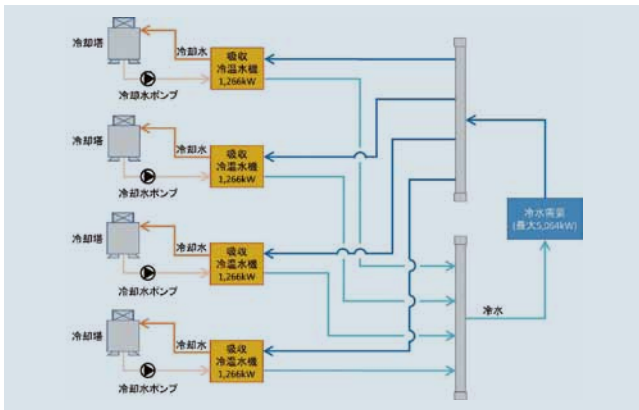 冷却塔
冷却水
吸収
冷温水機
1,266kW
冷却水ポンプ
冷却塔
冷却水
吸収
冷温水機
1,266kW
冷却水ポンプ
冷水需要
(最大5,064kW)
冷却塔
冷却水
吸収
冷温水機
1,266kW
冷却水ポンプ
冷水
冷却塔
冷却水
吸収
冷温水機
1,266kW
冷却水ポンプ